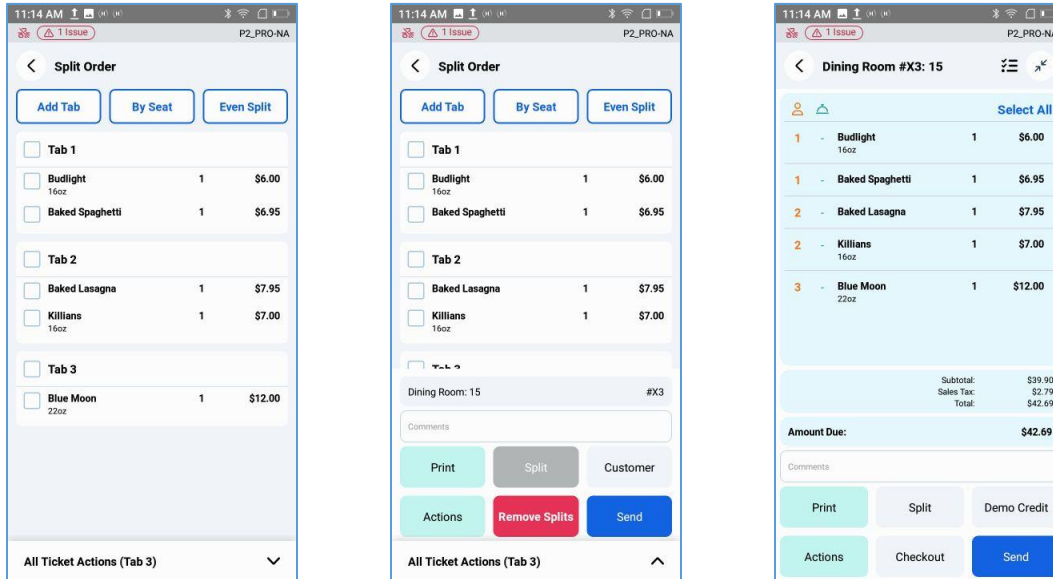 11:14 AM
1 Issue
P2_PRO-NA
Split Order
Add Tab By Seat Even Split
Tab 1
Budlight 1 $6.00
16oz
Baked Spaghetti 1 $6.95
Tab 2
Baked Lasagna 1 $7.95
Killians 1 $7.00
16oz
Tab 3
Blue Moon 1 $12.00
22oz
All Ticket Actions (Tab 3)
11:14 AM
1 Issue
P2_PRO-NA
Split Order
Add Tab By Seat Even Split
Tab 1
Budlight 1 $6.00
16oz
Baked Spaghetti 1 $6.95
Tab 2
Baked Lasagna 1 $7.95
Killians 1 $7.00
16oz
Tab 3
Dining Room: 15 #X3
Comments
Print Split Customer
Actions Remove Splits Send
All Ticket Actions (Tab 3)
11:14 AM
1 Issue
P2_PRO-NA
Dining Room #X3: 15
Select All
1 - Budlight 1 $6.00
16oz
1 - Baked Spaghetti 1 $6.95
2 - Baked Lasagna 1 $7.95
2 - Killians 1 $7.00
16oz
3 - Blue Moon 1 $12.00
22oz
Subtotal: $39.90
Sales Tax: $2.79
Total: $42.69
Amount Due: $42.69
Comments
Print Split Demo Credit
Actions Checkout Send